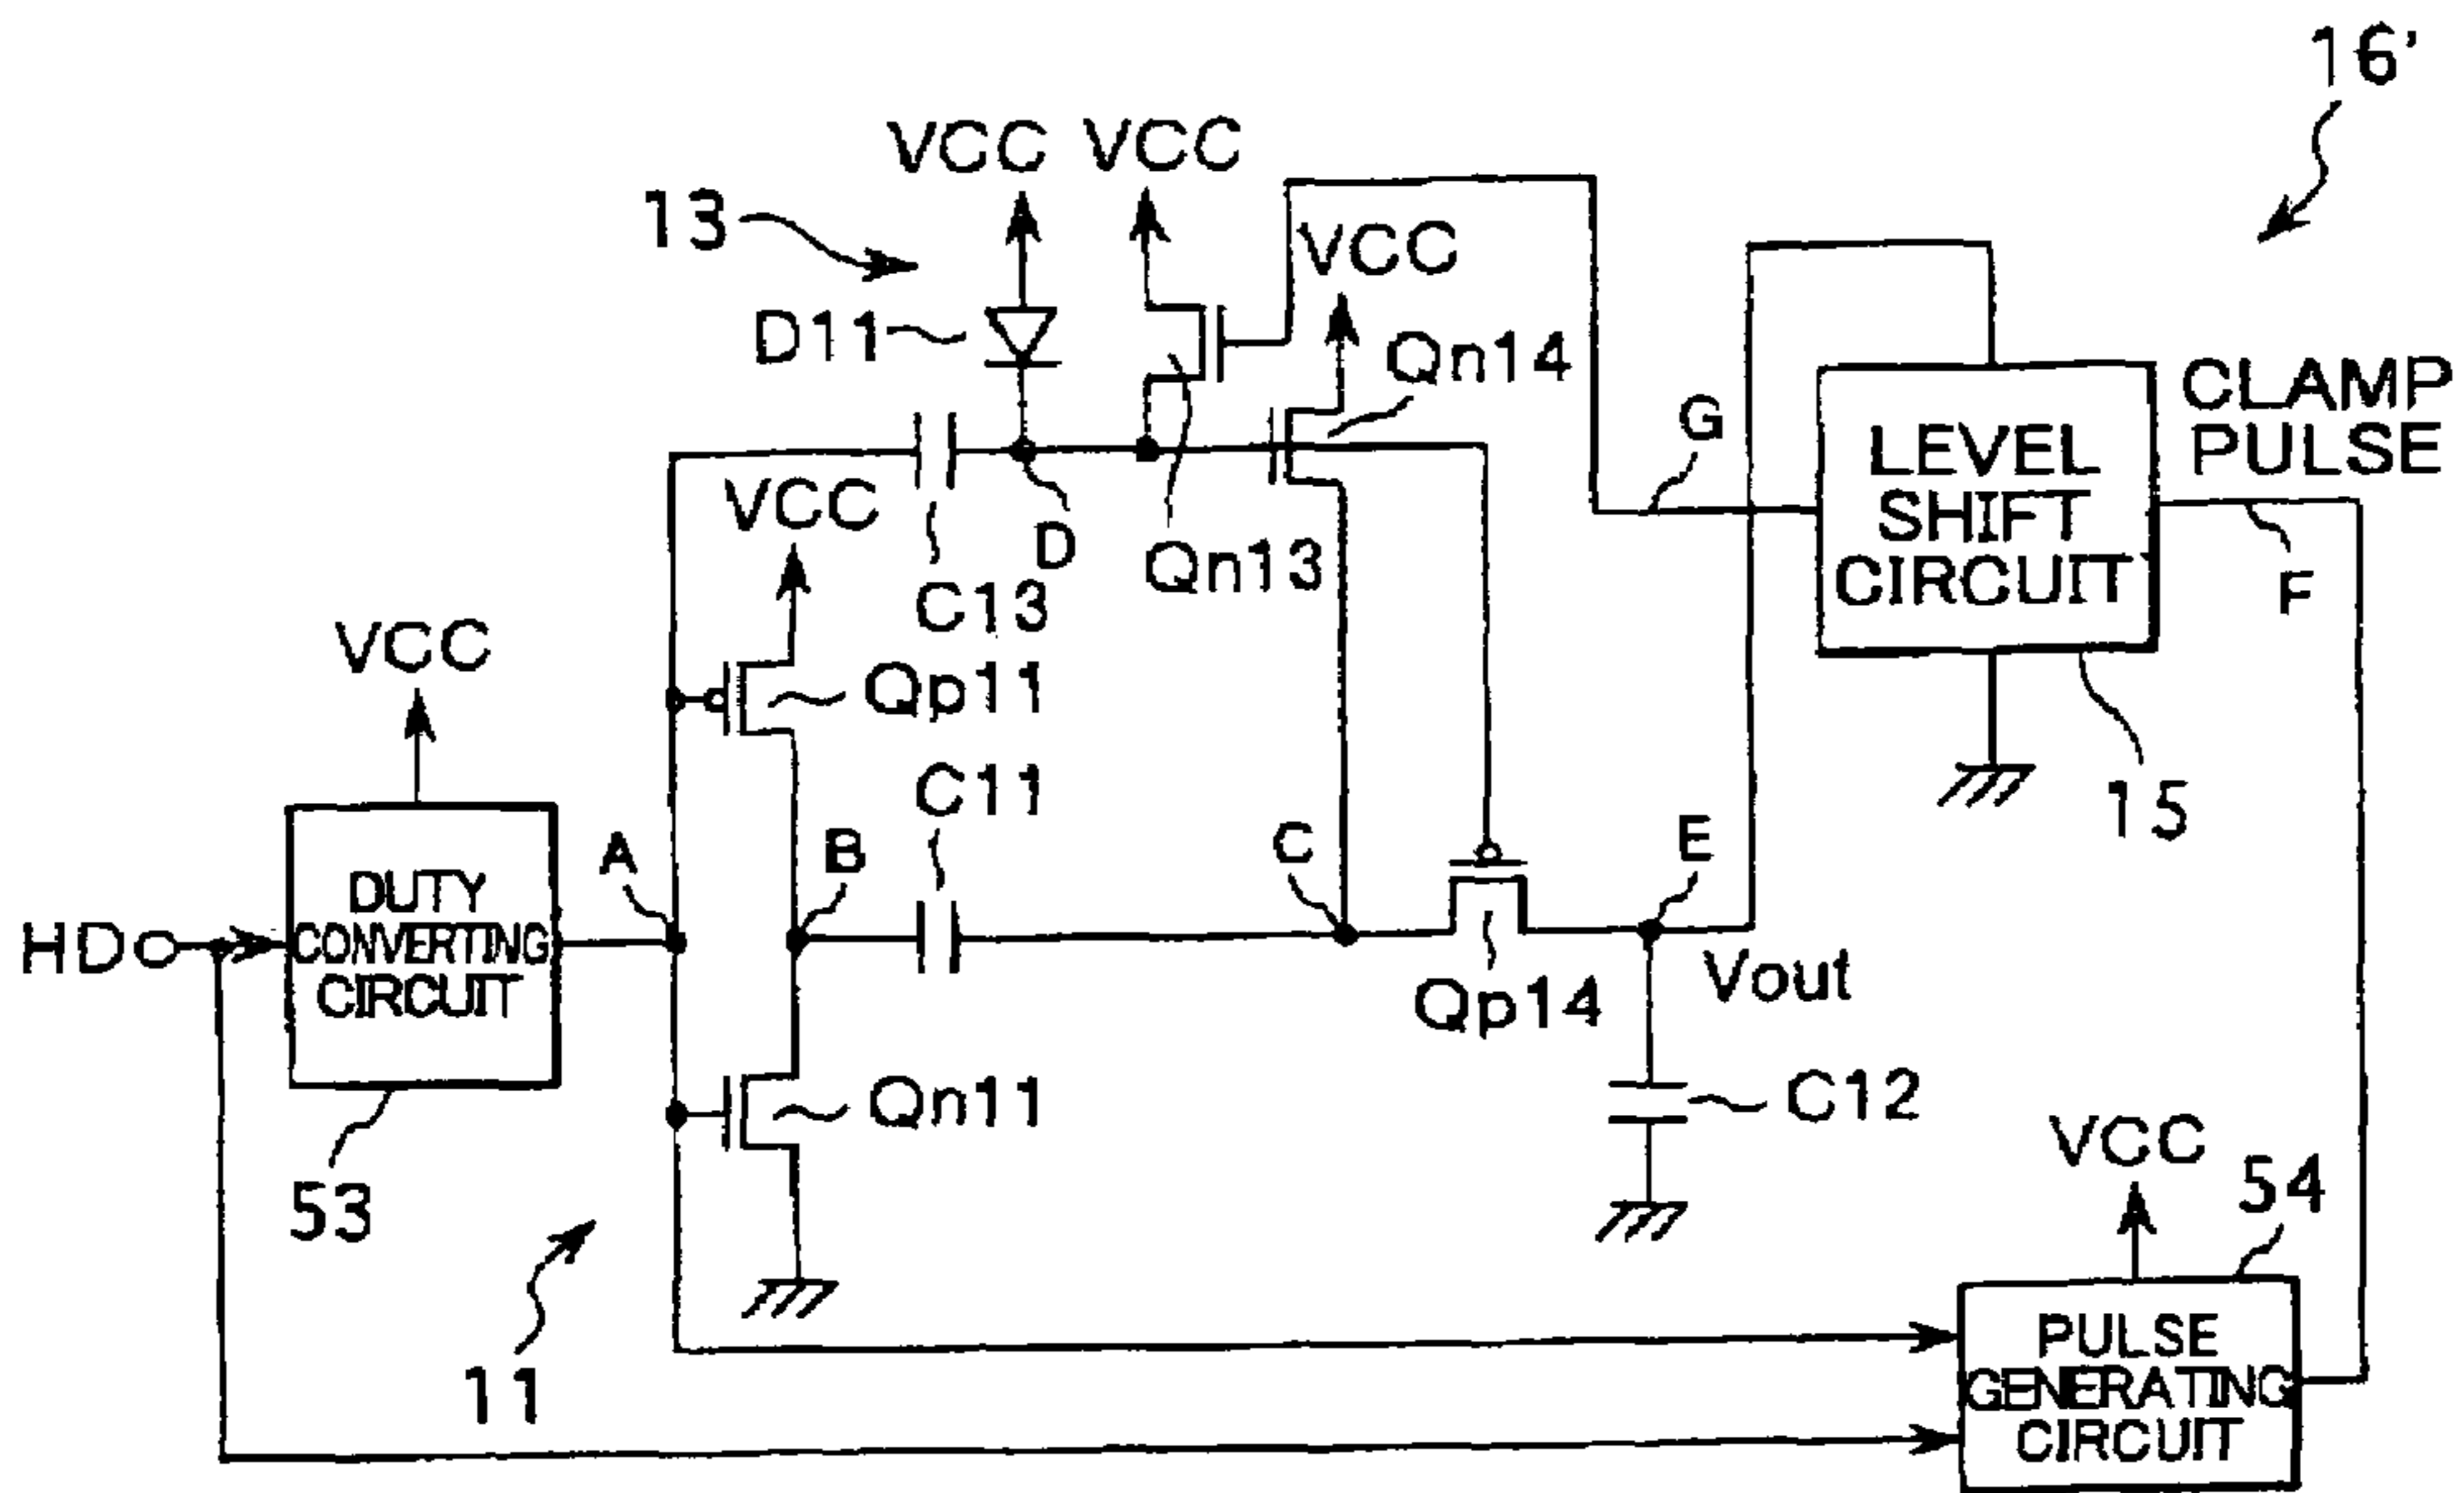 16'
VCC
VCC
13
VCC
D11
Qn14
G
CLAMP
PULSE
LEVEL
SHIFT
CIRCUIT
VCC
D
Qn13
F
C13
VCC
Qp11
C11
15
A
B
C
E
DUTY
CONVERTING
CIRCUIT
HD
Vout
Qp14
Qn11
C12
VCC
54
53
11
PULSE
GENERATING
CIRCUIT